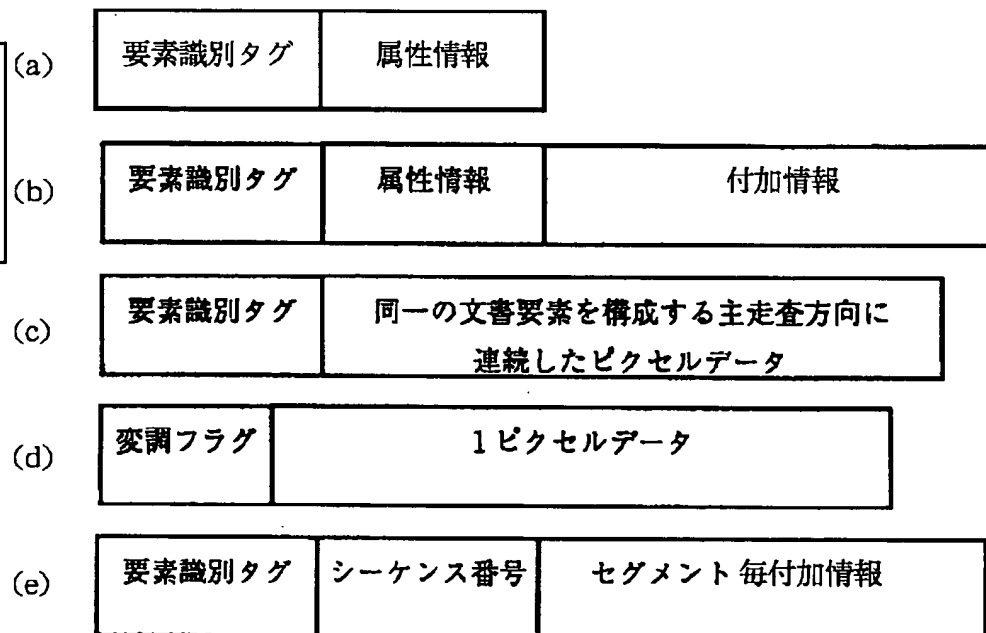 (a) 要素識別タグ 属性情報
(b) 要素識別タグ 属性情報 付加情報
(c) 要素識別タグ 同一の文書要素を構成する主走査方向に
連続したピクセルデータ
(d) 変調フラグ 1ピクセルデータ
(e) 要素識別タグ シーケンス番号 セグメント毎付加情報